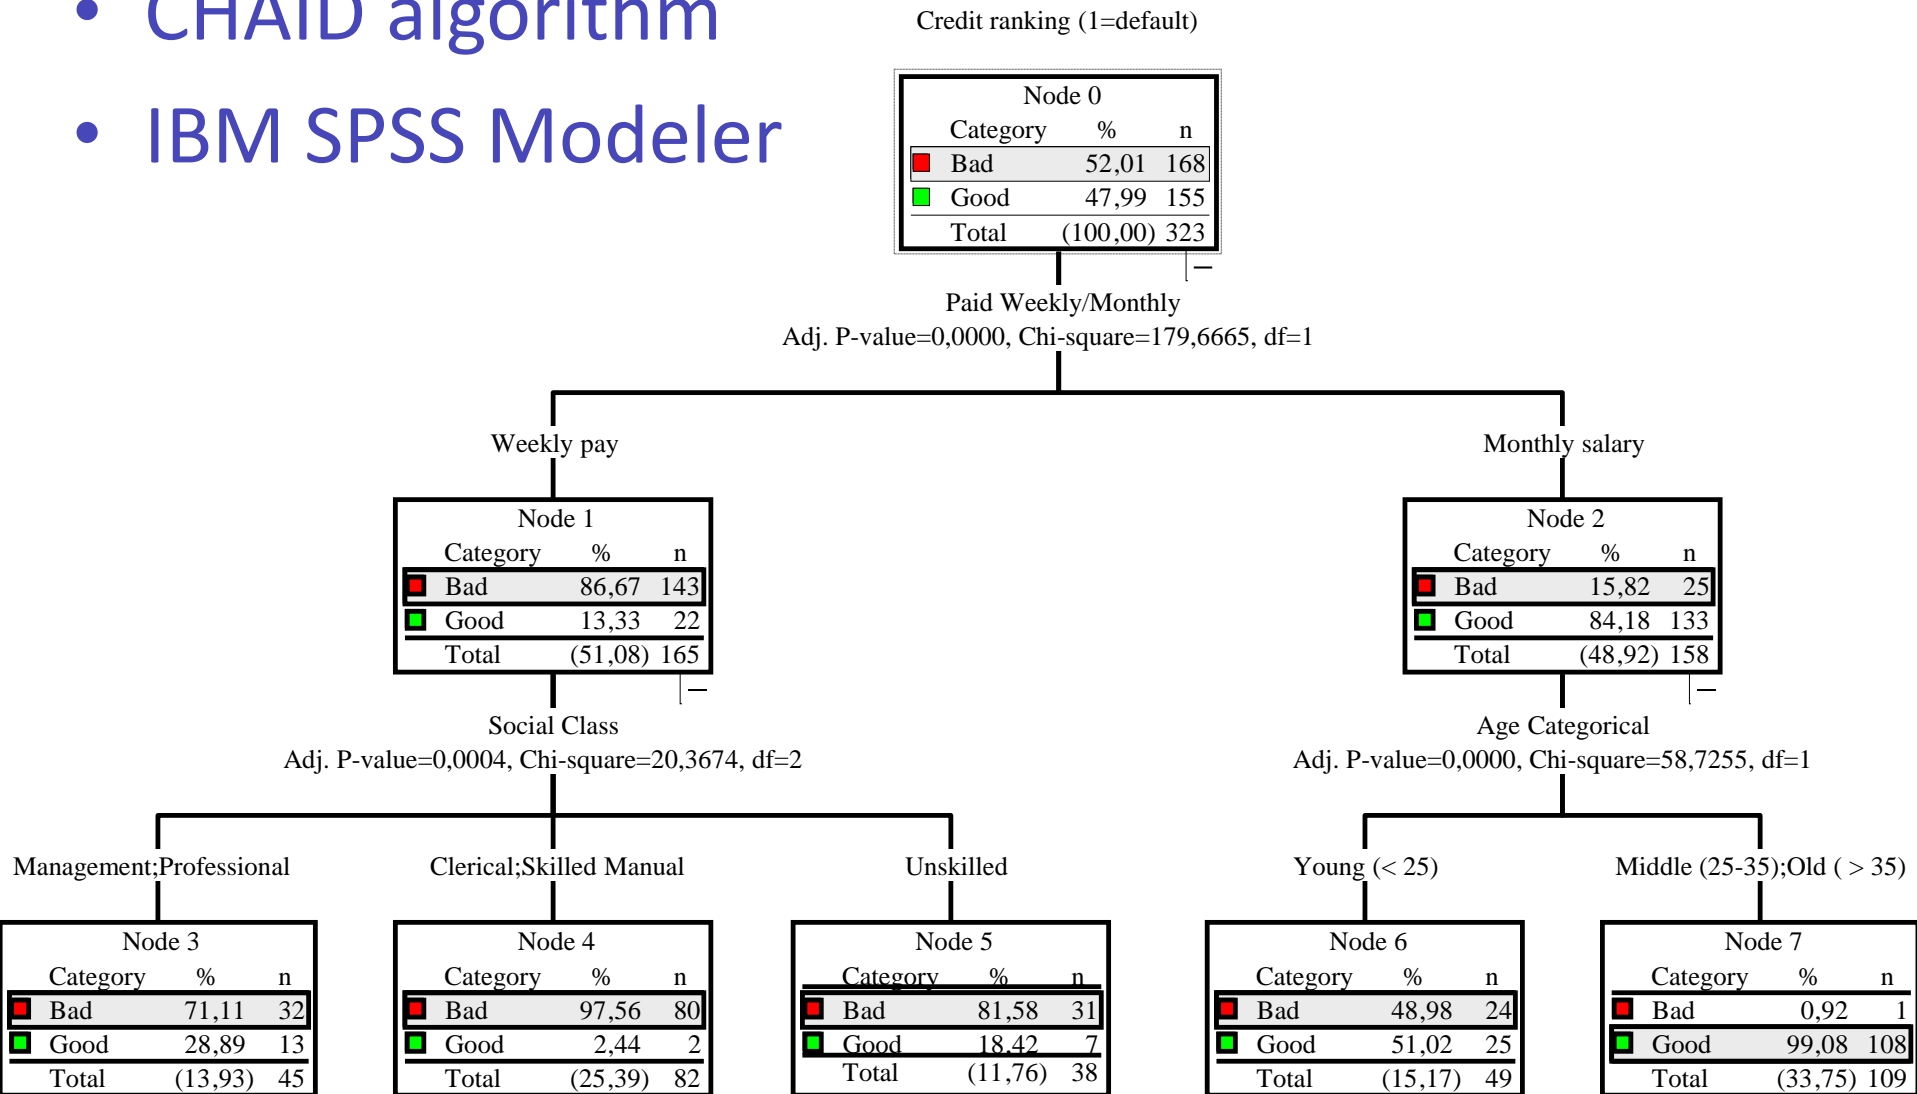 • CHAID algorithm
• IBM SPSS Modeler
Credit ranking (1=default)
Node 0
Category % n
Bad 52,01 168
Good 47,99 155
Total (100,00) 323
Paid Weekly/Monthly
Adj. P-value=0,0000, Chi-square=179,6665, df=1
Weekly pay
Monthly salary
Node 1
Category % n
Bad 86,67 143
Good 13,33 22
Total (51,08) 165
Node 2
Category % n
Bad 15,82 25
Good 84,18 133
Total (48,92) 158
Social Class
Adj. P-value=0,0004, Chi-square=20,3674, df=2
Age Categorical
Adj. P-value=0,0000, Chi-square=58,7255, df=1
Management;Professional
Clerical;Skilled Manual
Unskilled
Young (< 25)
Middle (25-35);Old ( > 35)
Node 3
Category % n
Bad 71,11 32
Good 28,89 13
Total (13,93) 45
Node 4
Category % n
Bad 97,56 80
Good 2,44 2
Total (25,39) 82
Node 5
Category % n
Bad 81,58 31
Good 18,42 7
Total (11,76) 38
Node 6
Category % n
Bad 48,98 24
Good 51,02 25
Total (15,17) 49
Node 7
Category % n
Bad 0,92 1
Good 99,08 108
Total (33,75) 109